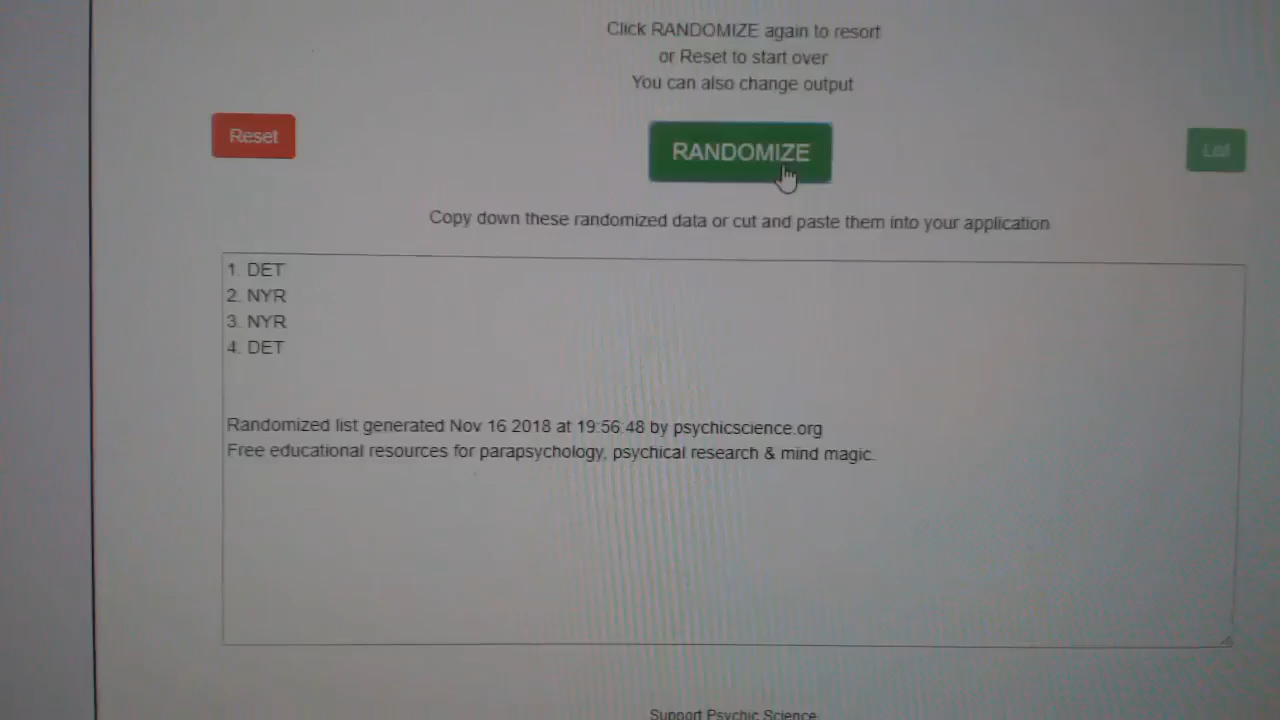 Click RANDOMIZE again to resort
or Reset to start over
You can also change output
Reset
RANDOMIZE
Copy down these randomized data or cut and paste them into your application
1. DET
2. NYR
3. NYR
4. DET
Randomized list generated Nov 16 2018 at 19:56:48 by psychicscience.org
Free educational resources for parapsychology, psychical research & mind magic.
Support Psychic Science